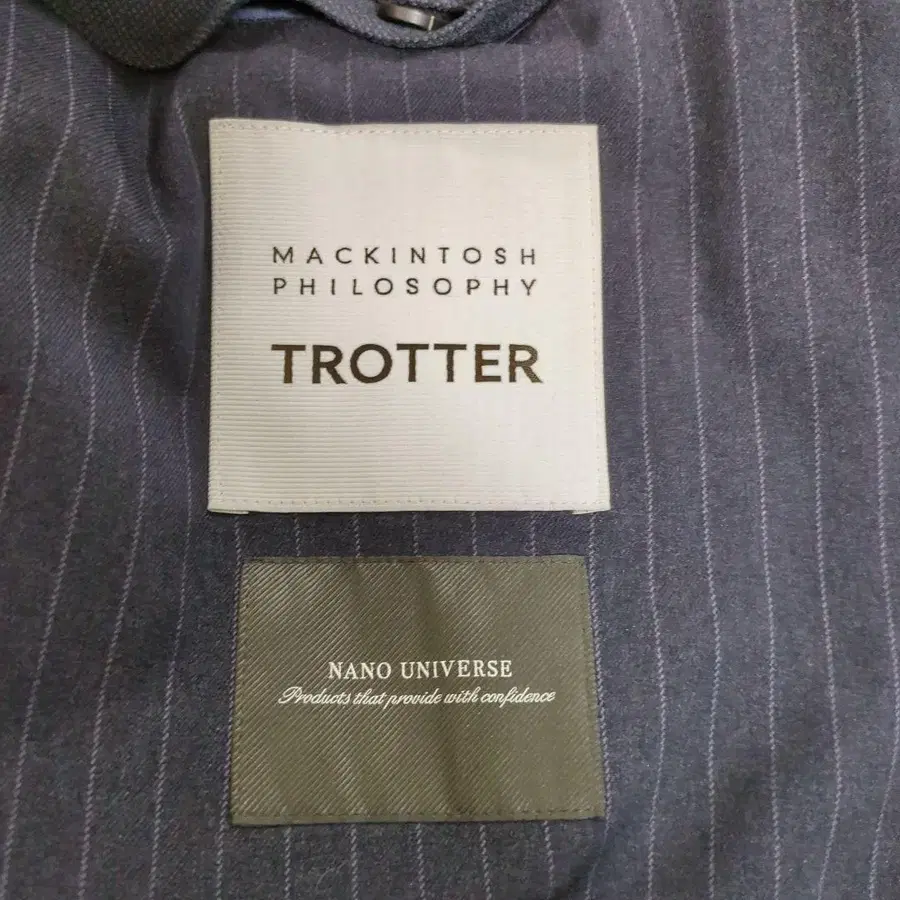 MACKINTOSH
PHILOSOPHY
TROTTER
NANO UNIVERSE
Products that provide with confidence